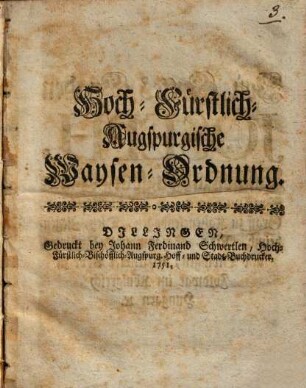 3.
Hoch-Fürstlich-
Augspurgische
Waysen-Ordnung.
DILLINGEN,
Gedruckt bey Johann Ferdinand Schwertlen, Hoch-
Fürstlich-Bischöfflich-Augspurg. Hoff- und Stadt-Buchdrucker,
1751.